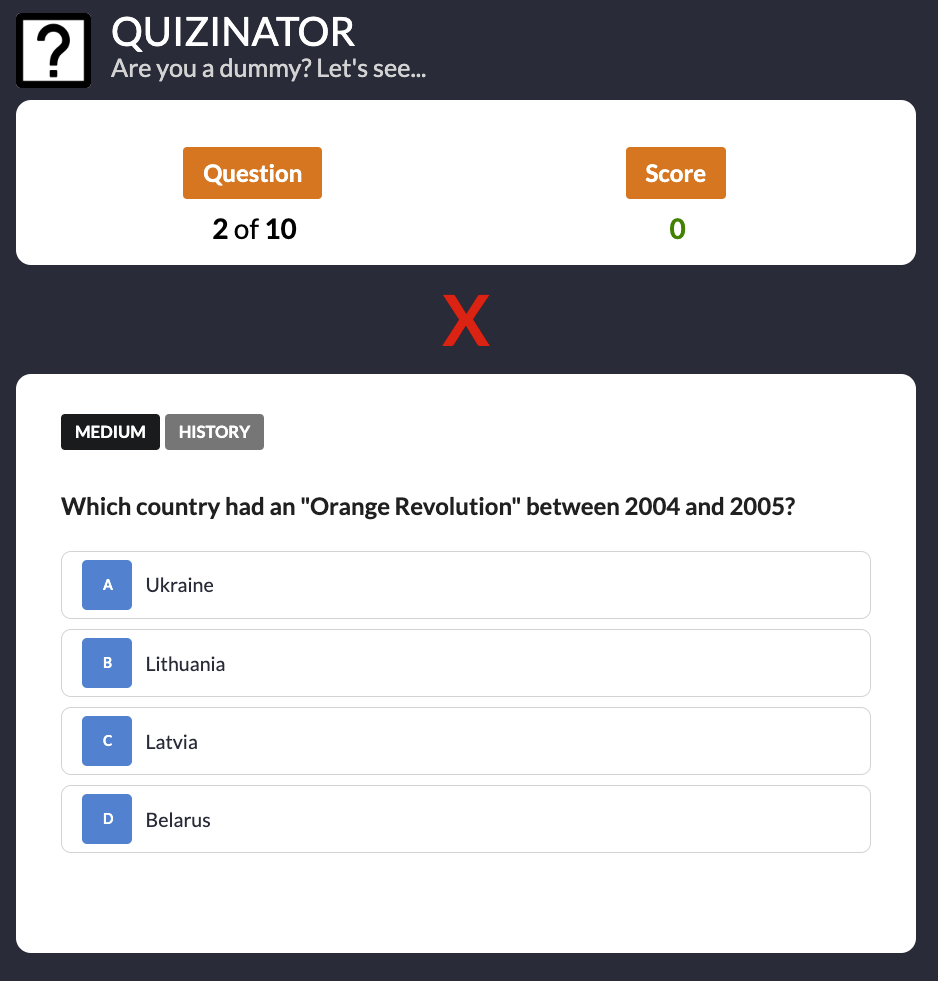 ?
QUIZINATOR
Are you a dummy? Let's see...
Question
Score
2 of 10
0
X
MEDIUM HISTORY
Which country had an "Orange Revolution" between 2004 and 2005?
A Ukraine
B Lithuania
C Latvia
D Belarus